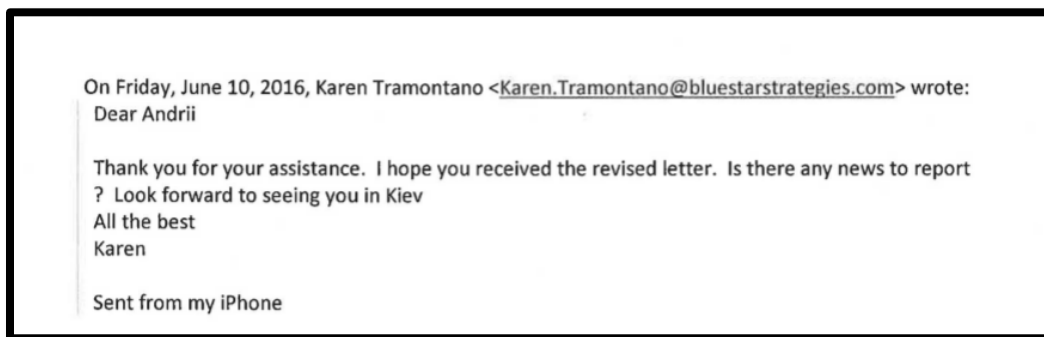 On Friday, June 10, 2016, Karen Tramontano <Karen.Tramontano@bluestarstrategies.com> wrote:
Dear Andrii
Thank you for your assistance. I hope you received the revised letter. Is there any news to report
? Look forward to seeing you in Kiev
All the best
Karen
Sent from my iPhone